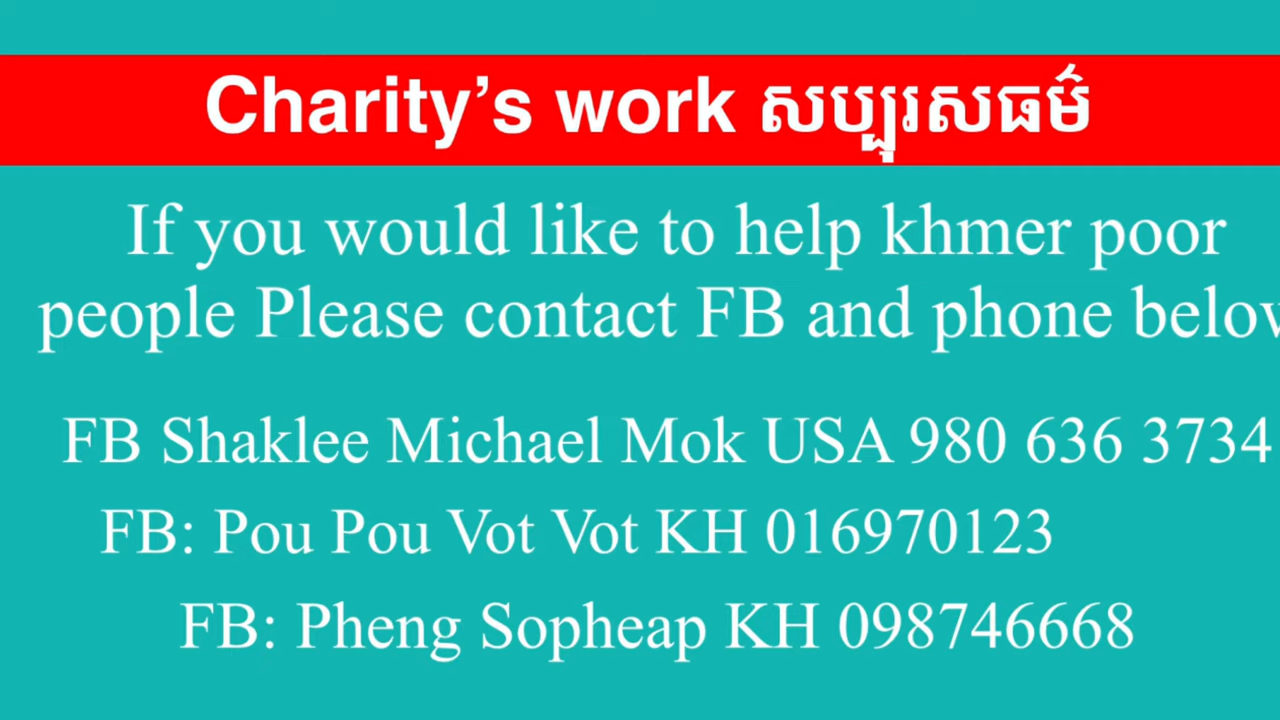 Charity’s work សប្បុរសធម៌
If you would like to help khmer poor
people Please contact FB and phone
FB Shaklee Michael Mok USA 980 636 3734
FB: Pou Pou Vot Vot KH 016970123
FB: Pheng Sopheap KH 098746668